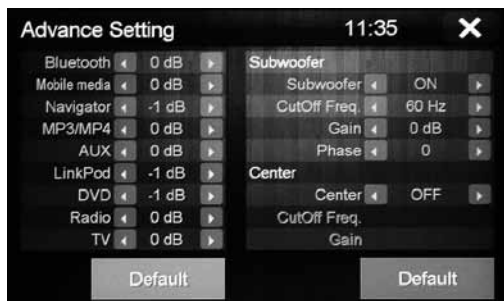 Advance Setting 11:35
Bluetooth 0 dB
Mobile media 0 dB
Navigator -1 dB
MP3/MP4 0 dB
AUX 0 dB
LinkPod -1 dB
DVD -1 dB
Radio 0 dB
TV 0 dB
Default
Subwoofer
Subwoofer ON
CutOff Freq. 60 Hz
Gain 0 dB
Phase 0
Center
Center OFF
CutOff Freq.
Gain
Default